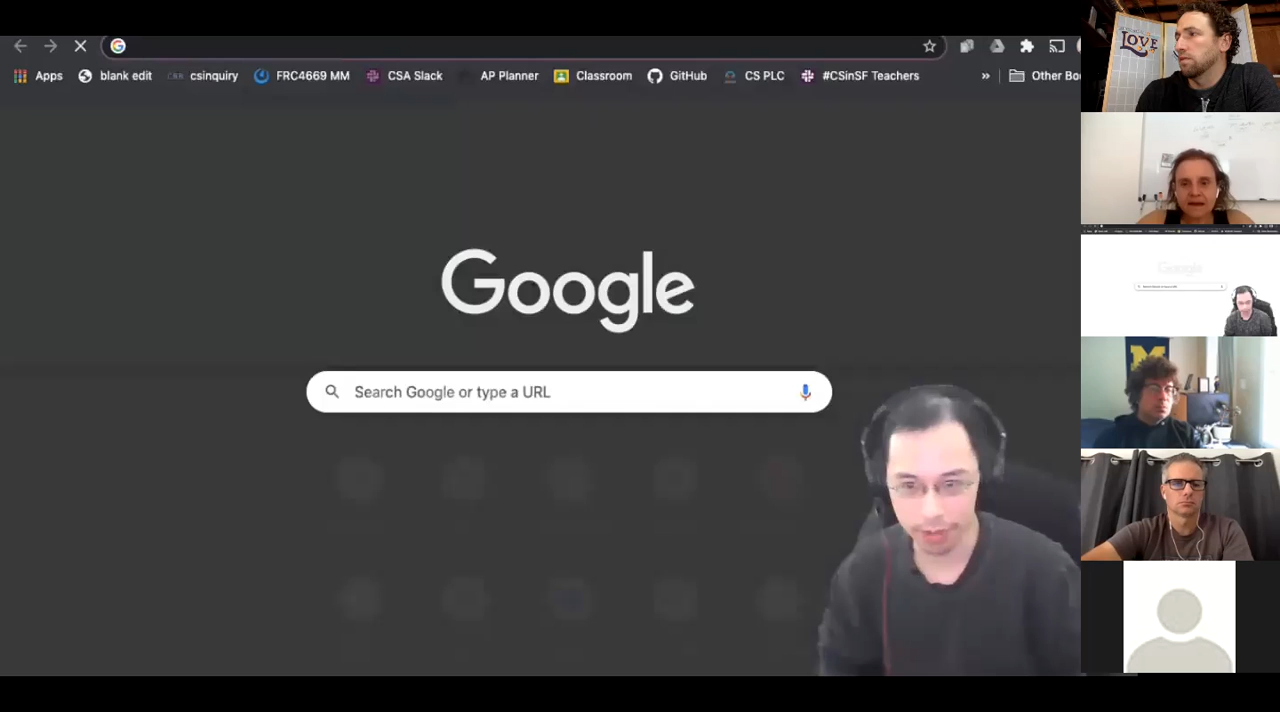 Apps blank edit csinquiry FRC4669 MM CSA Slack AP Planner Classroom GitHub CS PLC #CSinSF Teachers » Other Bo
Google
Search Google or type a URL
LOVE
M